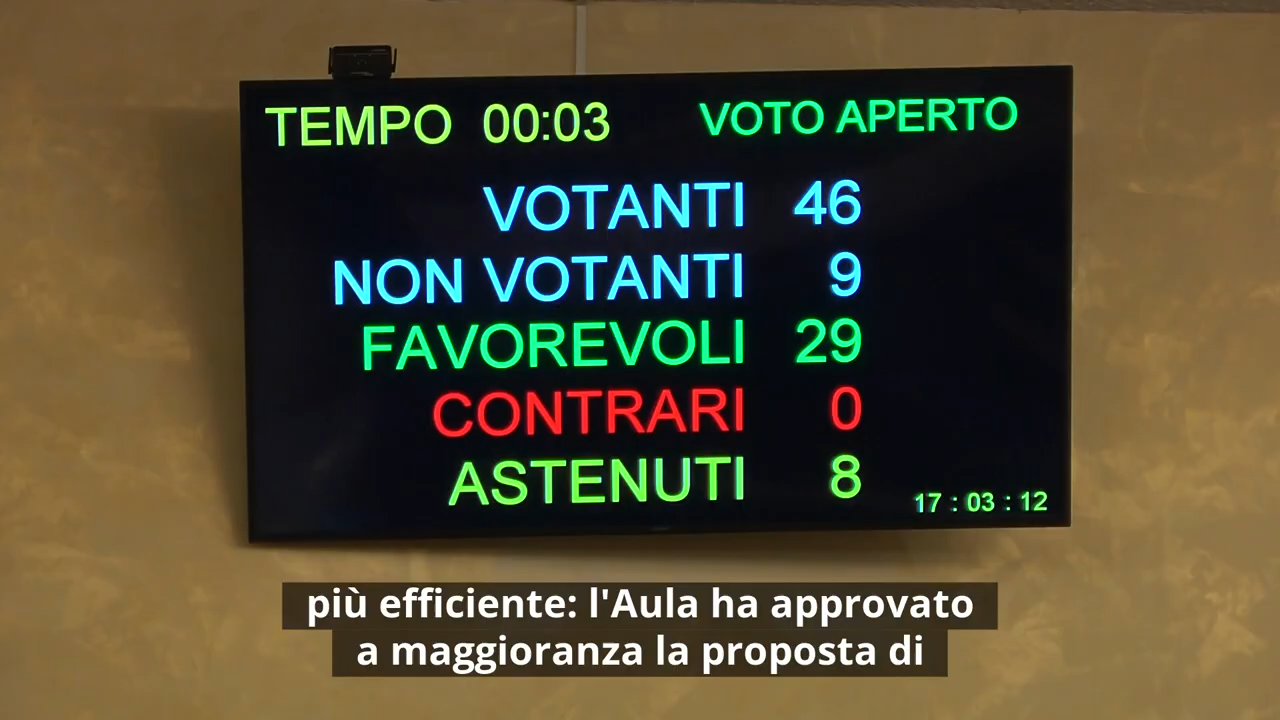 TEMPO 00:03 VOTO APERTO
VOTANTI 46
NON VOTANTI 9
FAVOREVOLI 29
CONTRARI 0
ASTENUTI 8
17 : 03 : 12
più efficiente: l'Aula ha approvato
a maggioranza la proposta di